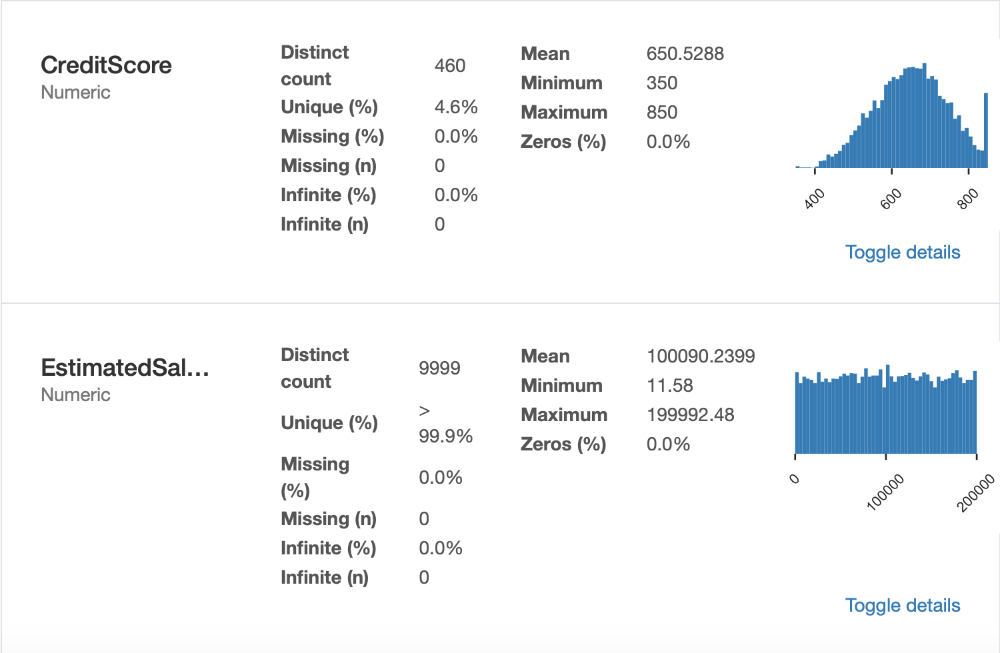 CreditScore
Numeric
Distinct
count
460
Unique (%) 4.6%
Missing (%) 0.0%
Missing (n) 0
Infinite (%) 0.0%
Infinite (n) 0
Mean 650.5288
Minimum 350
Maximum 850
Zeros (%) 0.0%
400 600 800
Toggle details
EstimatedSal...
Numeric
Distinct
count
9999
Unique (%)
>
99.9%
Missing
(%)
0.0%
Missing (n) 0
Infinite (%) 0.0%
Infinite (n) 0
Mean 100090.2399
Minimum 11.58
Maximum 199992.48
Zeros (%) 0.0%
0 100000 200000
Toggle details